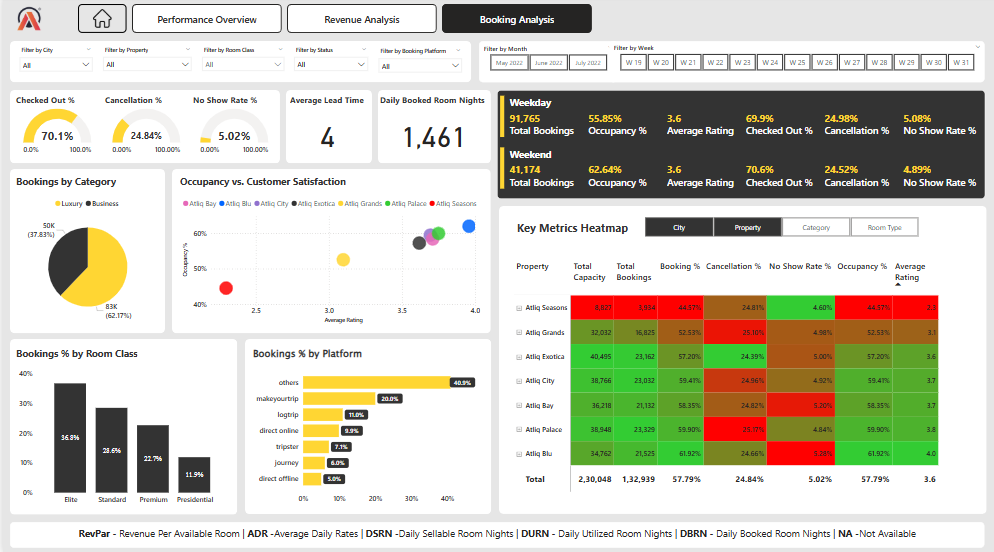 Performance Overview
Revenue Analysis
Booking Analysis
Filter by City
All
Filter by Property
All
Filter by Room Class
All
Filter by Status
All
Filter by Booking Platform
All
Filter by Month
May 2022 June 2022 July 2022
Filter by Week
W 19 W 20 W 21 W 22 W 23 W 24 W 25 W 26 W 27 W 28 W 29 W 30 W 31
Checked Out %
70.1%
0.0% 100.00%
Cancellation %
24.84%
0.0% 100.00%
No Show Rate %
5.02%
0.0% 100.00%
Average Lead Time
4
Daily Booked Room Nights
1,461
Weekday
91,765 55.85% 3.6 69.9% 24.98% 5.08%
Total Bookings Occupancy % Average Rating Checked Out % Cancellation % No Show Rate %
Weekend
41,174 62.64% 3.6 70.6% 24.52% 4.89%
Total Bookings Occupancy % Average Rating Checked Out % Cancellation % No Show Rate %
Bookings by Category
Luxury Business
50K
(37.83%)
83K
(62.17%)
Occupancy vs. Customer Satisfaction
Atliq Bay Atliq Blu Atliq City Atliq Exotica Atliq Grands Atliq Palace Atliq Seasons
Occupancy %
60%
50%
40%
2.5 3.0 3.5 4.0
Average Rating
Key Metrics Heatmap
City Property Category Room Type
Property Total Capacity Total Bookings Booking % Cancellation % No Show Rate % Occupancy % Average Rating
Atliq Seasons 3,934 44.57% 24.83% 4.60%
Atliq Grands 32,032 16,825 52.53% 25.10% 4.98% 52.53% 3.1
Atliq Exotica 40,495 23,162 57.20% 24.39% 5.00% 57.20% 3.6
Atliq City 38,766 23,032 59.41% 24.96% 4.92% 59.41% 3.7
Atliq Bay 36,218 21,132 58.35% 24.82% 5.20% 58.35% 3.7
Atliq Palace 38,948 23,329 59.90% 4.84% 59.90% 3.8
Atliq Blu 34,762 21,525 61.92% 24.66% 61.92% 4.0
Total 2,30,048 1,32,939 57.79% 24.84% 5.02% 57.79% 3.6
Bookings % by Room Class
40%
30%
20%
10%
0%
36.8%
28.6%
22.7%
11.9%
Elite Standard Premium Presidential
Bookings % by Platform
others 40.9%
makeyourtrip 20.0%
logtrip 11.0%
direct online 9.9%
tripster 7.1%
journey 6.0%
direct offline 5.0%
0% 10% 20% 30% 40%
RevPar - Revenue Per Available Room | ADR -Average Daily Rates | DSRN -Daily Sellable Room Nights | DURN - Daily Utilized Room Nights | DBRN - Daily Booked Room Nights | NA -Not Available